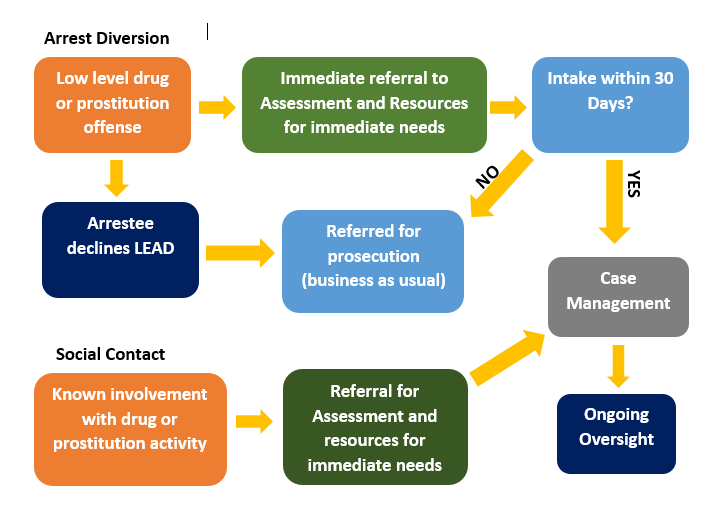 Arrest Diversion
Low level drug
or prostitution
offense
Immediate referral to
Assessment and Resources
for immediate needs
Intake within 30
Days?
NO
YES
Arrestee
declines LEAD
Referred for
prosecution
(business as usual)
Case
Management
Social Contact
Known involvement
with drug or
prostitution activity
Referral for
Assessment and
resources for
immediate needs
Ongoing
Oversight